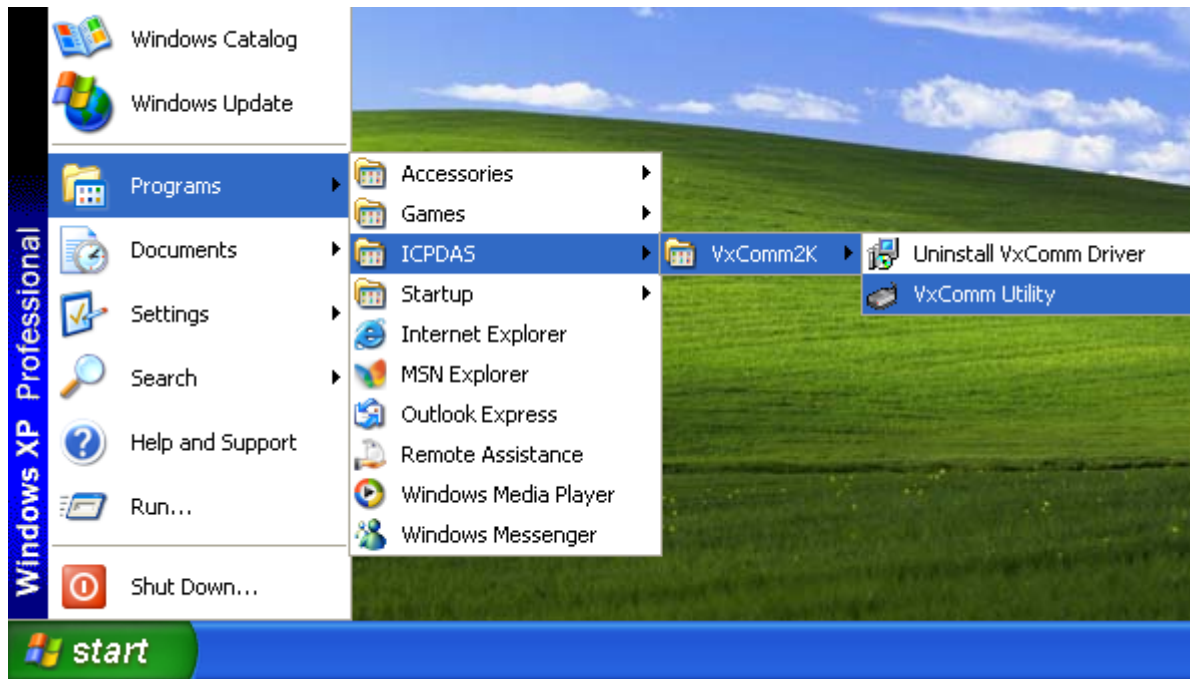 Windows Catalog
Windows Update
Programs
Documents
Settings
Search
Help and Support
Run...
Shut Down...
Windows XP Professional
Accessories
Games
ICPDAS
Startup
Internet Explorer
MSN Explorer
Outlook Express
Remote Assistance
Windows Media Player
Windows Messenger
VxComm2K
Uninstall VxComm Driver
VxComm Utility
start